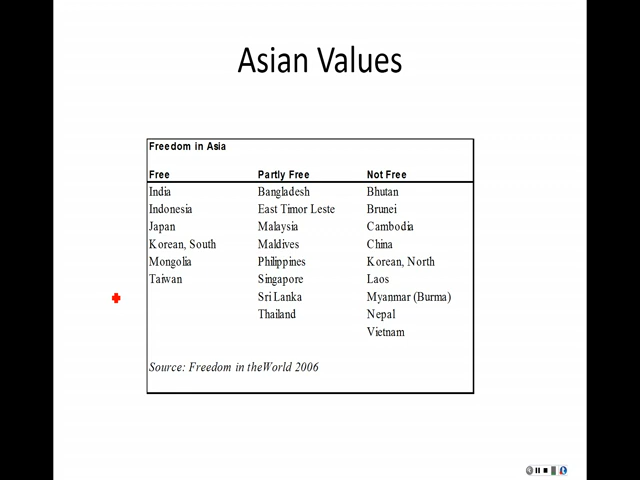 Asian Values
Freedom in Asia
Free Partly Free Not Free
India Bangladesh Bhutan
Indonesia East Timor Leste Brunei
Japan Malaysia Cambodia
Korean, South Maldives China
Mongolia Philippines Korean, North
Taiwan Singapore Laos
Sri Lanka Myanmar (Burma)
Thailand Nepal
Vietnam
Source: Freedom in theWorld 2006